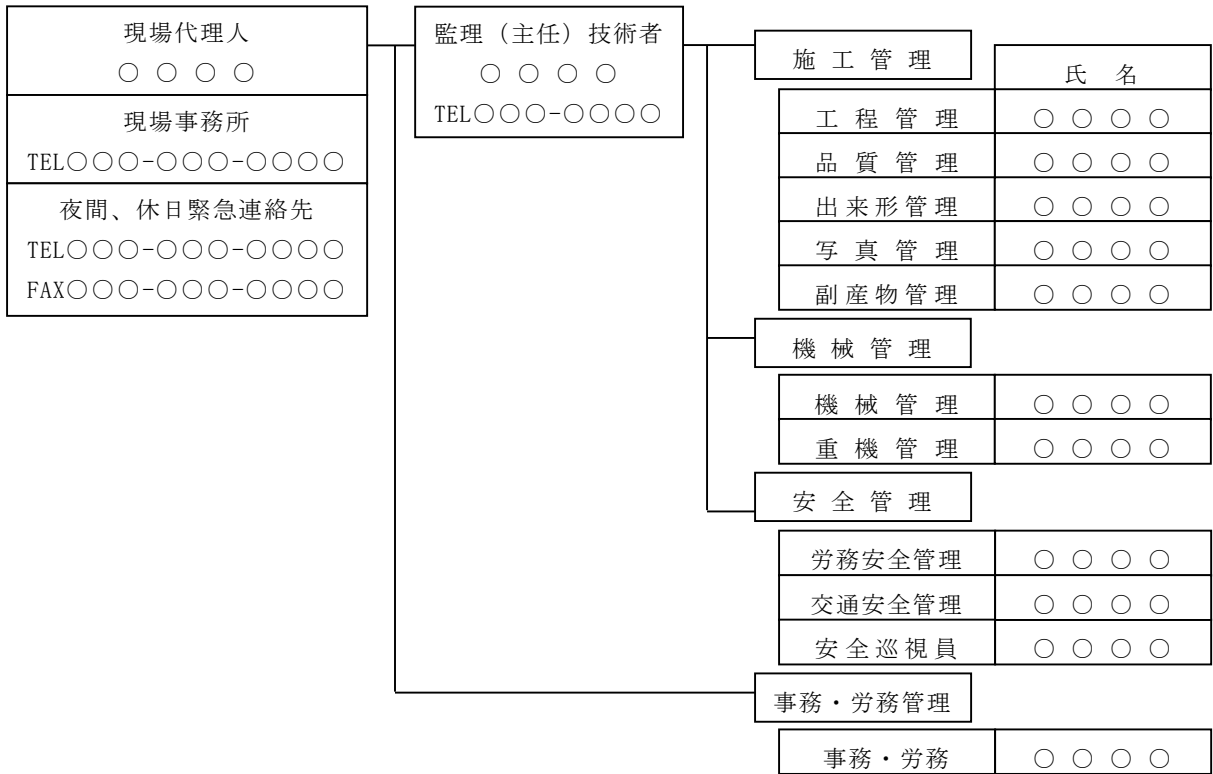 現場代理人
○ ○ ○ ○
現場事務所
TEL○○○-○○○-○○○○
夜間、休日緊急連絡先
TEL○○○-○○○-○○○○
FAX○○○-○○○-○○○○
監理（主任）技術者
○ ○ ○ ○
TEL○○○-○○○○
施 工 管 理
氏 名
工 程 管 理 ○ ○ ○ ○
品 質 管 理 ○ ○ ○ ○
出来形管理 ○ ○ ○ ○
写 真 管 理 ○ ○ ○ ○
副産物管理 ○ ○ ○ ○
機 械 管 理
機 械 管 理 ○ ○ ○ ○
重 機 管 理 ○ ○ ○ ○
安 全 管 理
労務安全管理 ○ ○ ○ ○
交通安全管理 ○ ○ ○ ○
安全巡視員 ○ ○ ○ ○
事務・労務管理
事務・労務 ○ ○ ○ ○